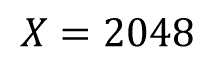 X = 2048